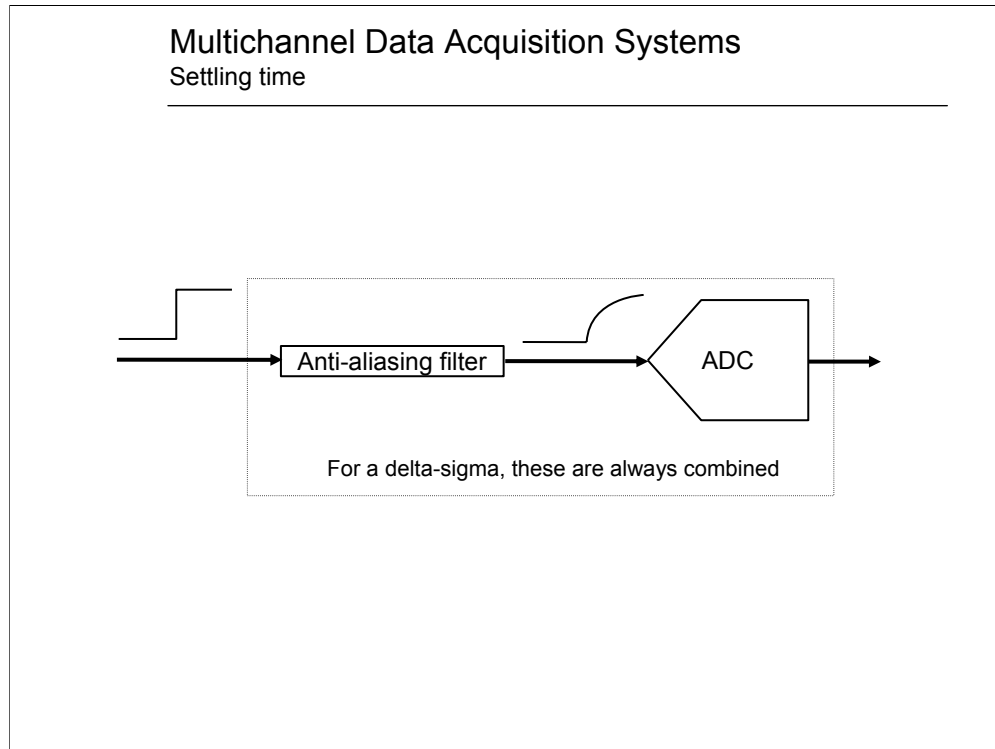 Multichannel Data Acquisition Systems
Settling time
Anti-aliasing filter
ADC
For a delta-sigma, these are always combined